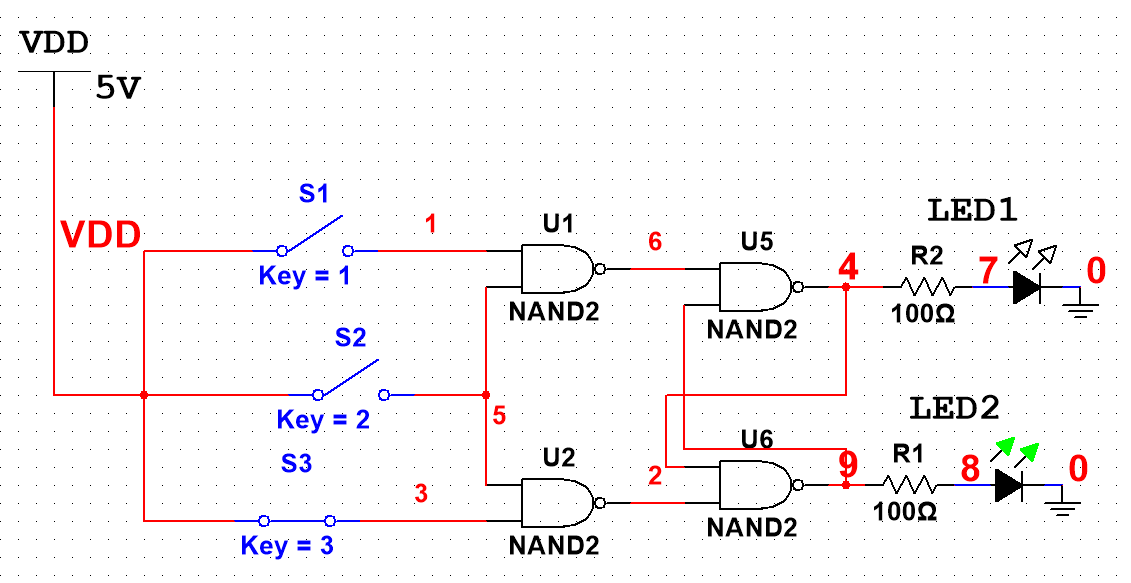 VDD
5V
VDD
S1
Key = 1
1
U1
NAND2
6
U5
NAND2
4
R2
100Ω
7
LED1
0
S2
Key = 2
5
S3
Key = 3
3
U2
NAND2
2
U6
NAND2
9
R1
100Ω
8
LED2
0